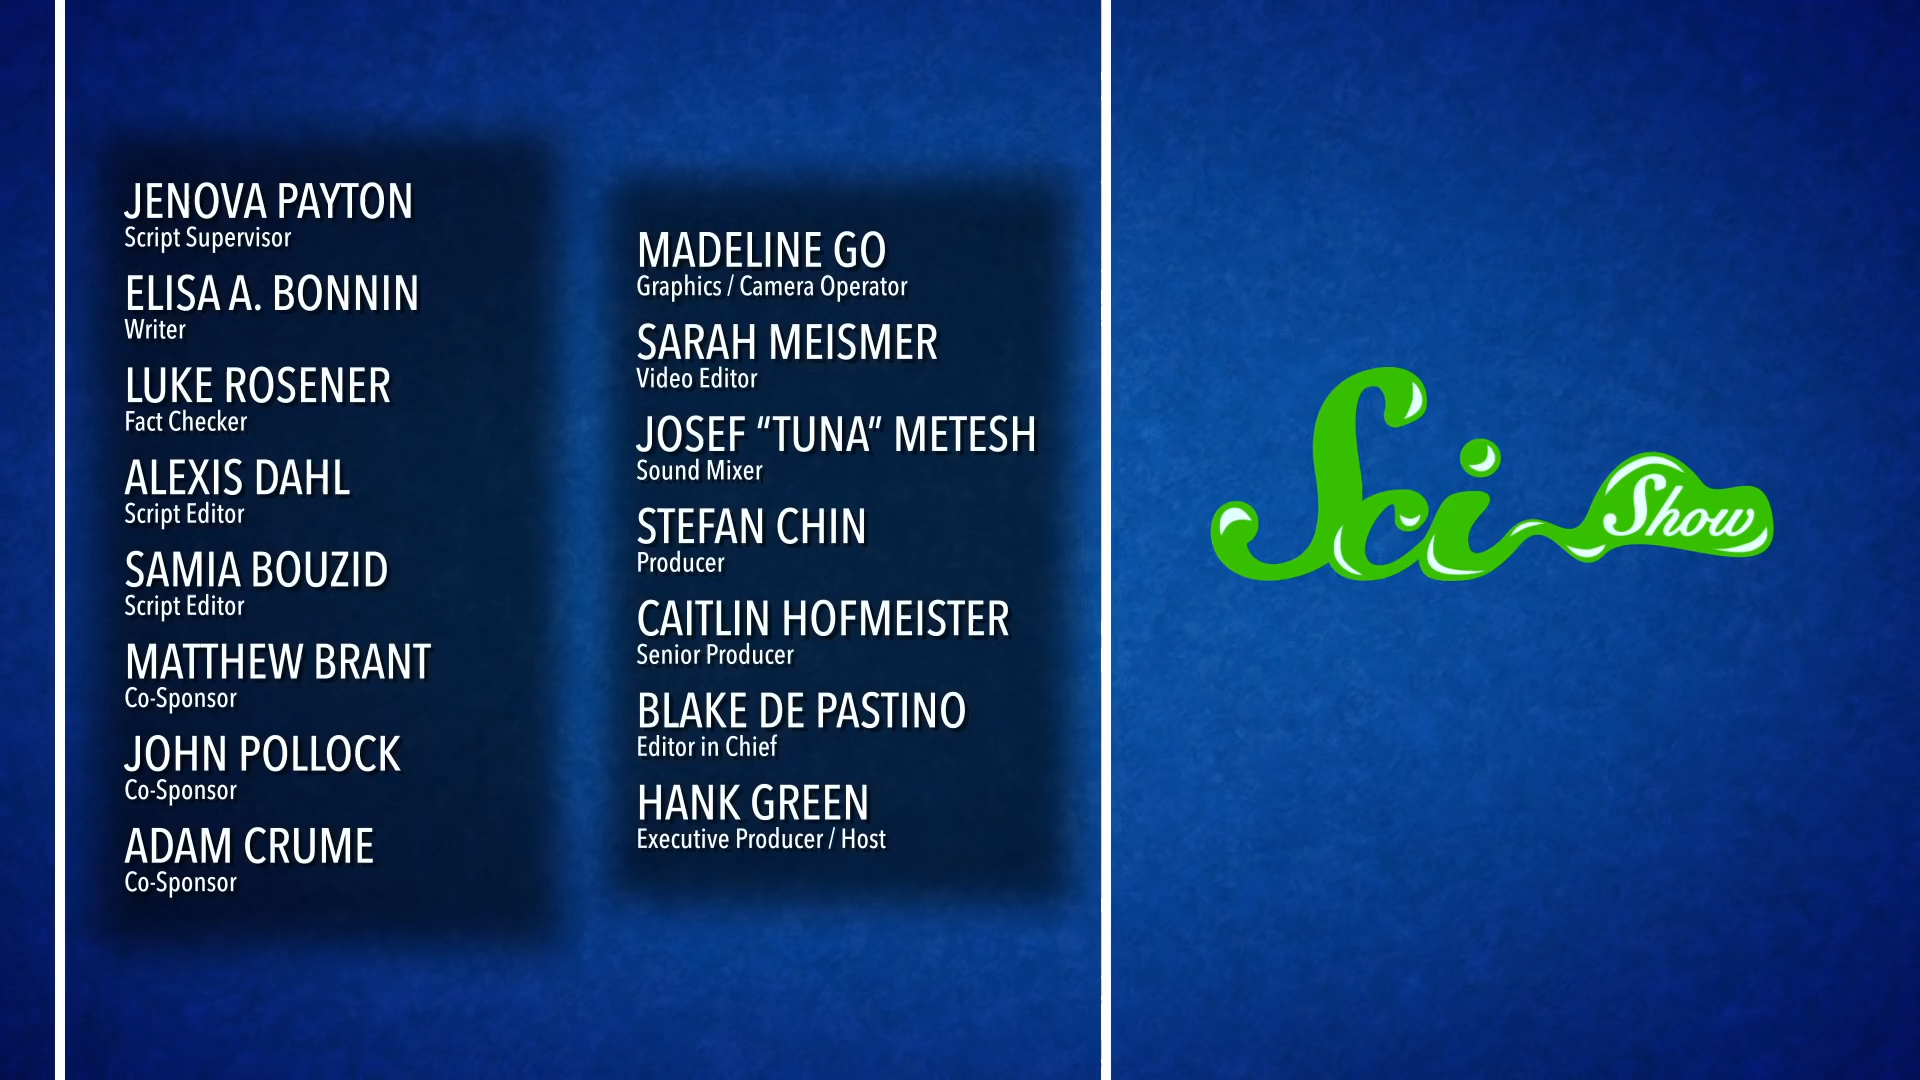 JENOVA PAYTON
Script Supervisor
ELISA A. BONNIN
Writer
LUKE ROSENER
Fact Checker
ALEXIS DAHL
Script Editor
SAMIA BOUZID
Script Editor
MATTHEW BRANT
Co-Sponsor
JOHN POLLOCK
Co-Sponsor
ADAM CRUME
Co-Sponsor
MADELINE GO
Graphics / Camera Operator
SARAH MEISMER
Video Editor
JOSEF “TUNA” METESH
Sound Mixer
STEFAN CHIN
Producer
CAITLIN HOFMEISTER
Senior Producer
BLAKE DE PASTINO
Editor in Chief
HANK GREEN
Executive Producer / Host
Sci Show